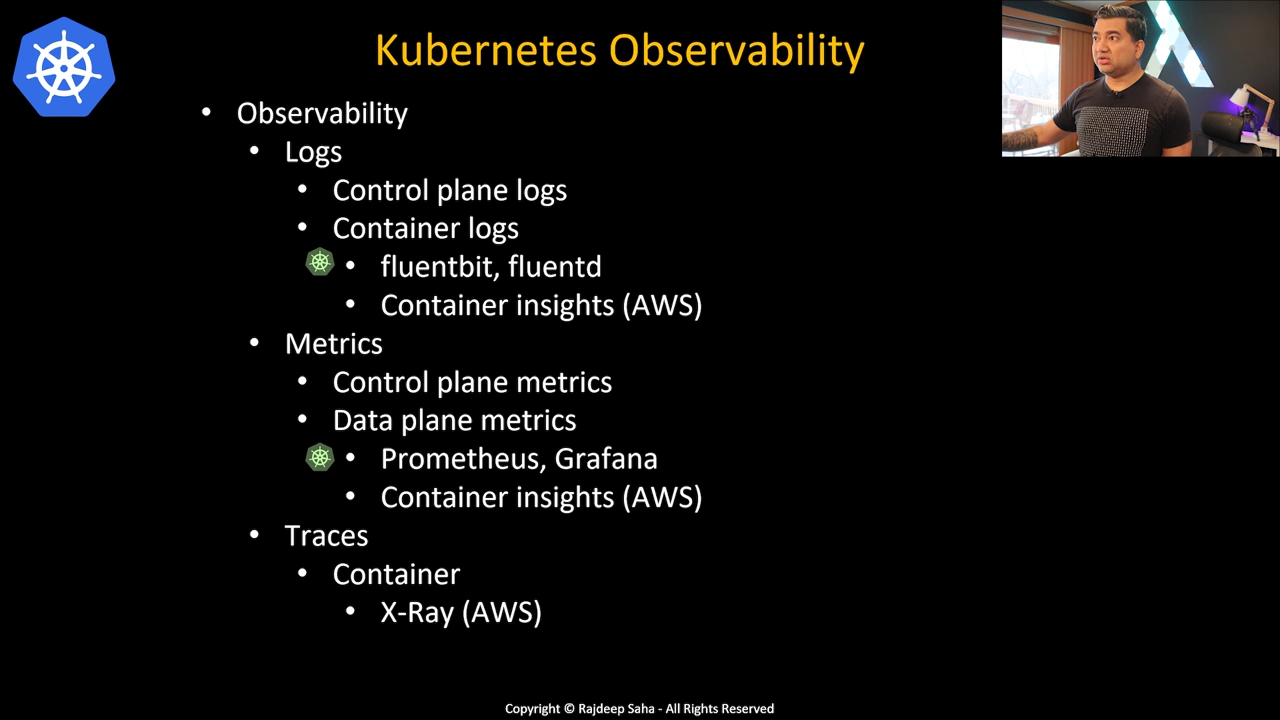 Kubernetes Observability
• Observability
• Logs
• Control plane logs
• Container logs
• fluentbit, fluentd
• Container insights (AWS)
• Metrics
• Control plane metrics
• Data plane metrics
• Prometheus, Grafana
• Container insights (AWS)
• Traces
• Container
• X-Ray (AWS)
Copyright © Rajdeep Saha - All Rights Reserved